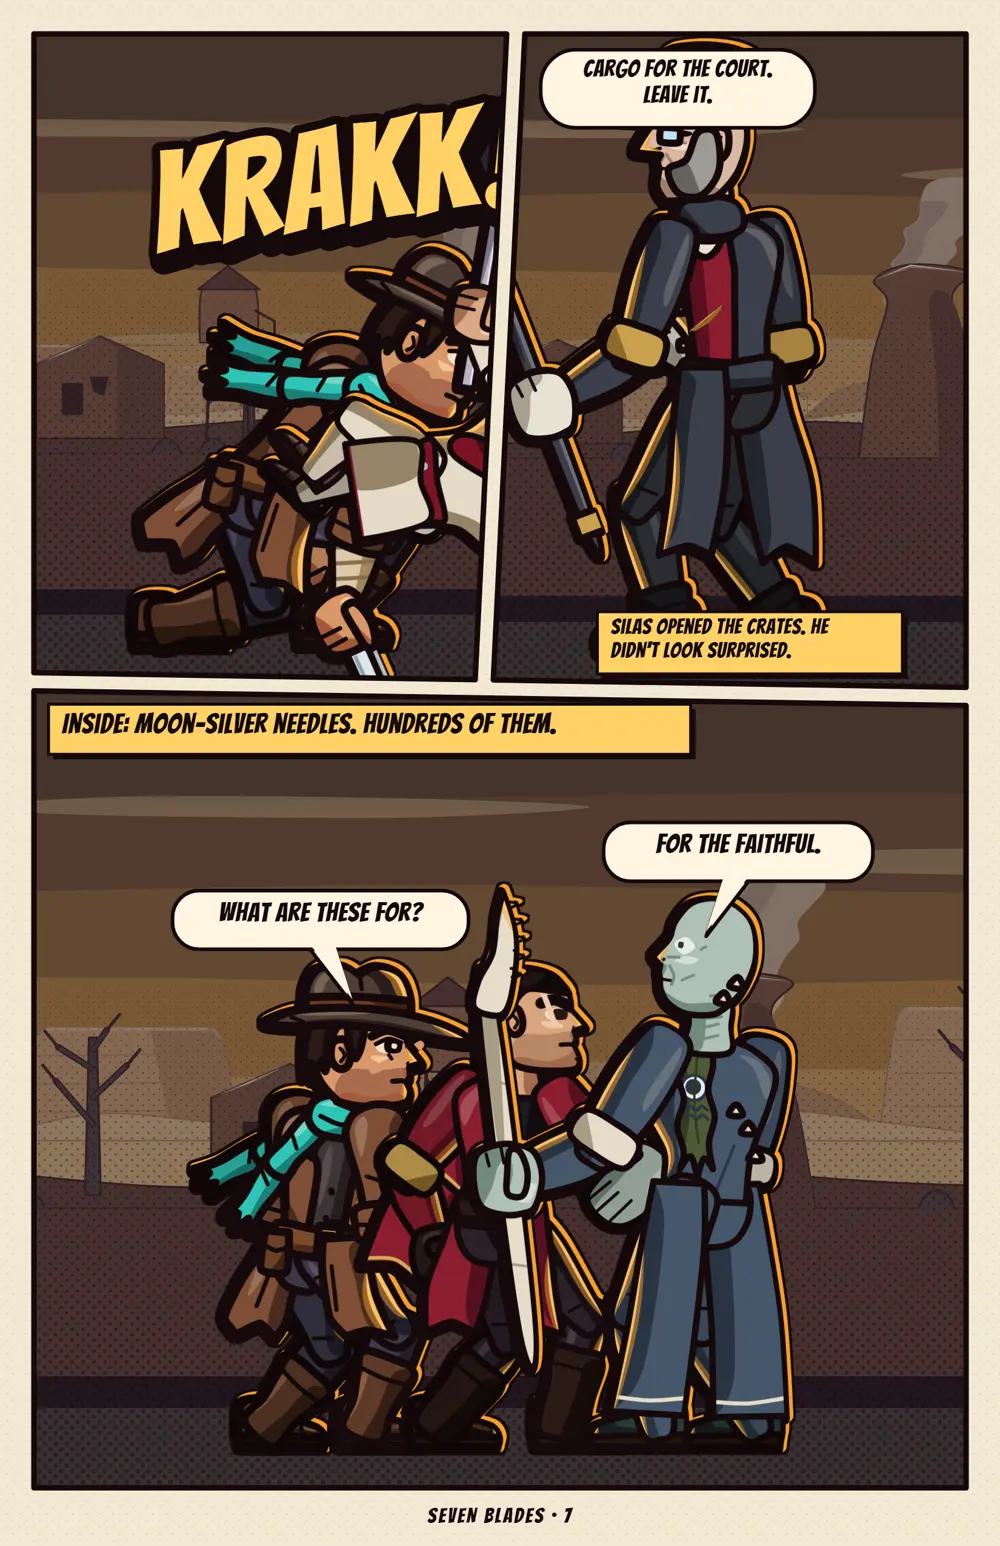 KRAKK.
CARGO FOR THE COURT.
LEAVE IT.
SILAS OPENED THE CRATES. HE
DIDN'T LOOK SURPRISED.
INSIDE: MOON-SILVER NEEDLES. HUNDREDS OF THEM.
FOR THE FAITHFUL.
WHAT ARE THESE FOR?
SEVEN BLADES • 7